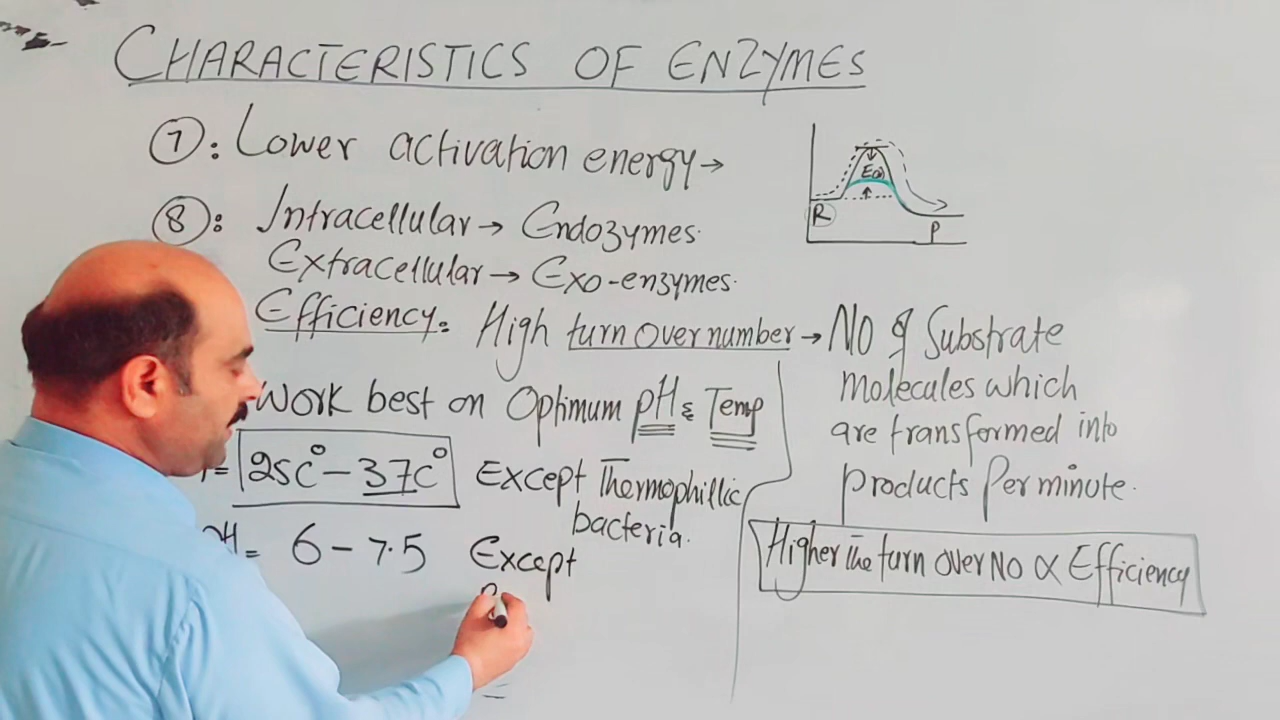 CHARACTERISTICS OF ENZYMES
⑦: Lower activation energy→
E(a)
R
P
⑧: Intracellular → Endozymes.
Extracellular → Exo-enzymes.
Efficiency: High turn over number → No of Substrate
molecules which
are transformed into
products Per minute.
Higher The turn over No ∝ Efficiency
Work best on Optimum pH & Temp
= 25c° - 37c° Except Thermophillic
bacteria.
pH = 6 - 7.5 Except